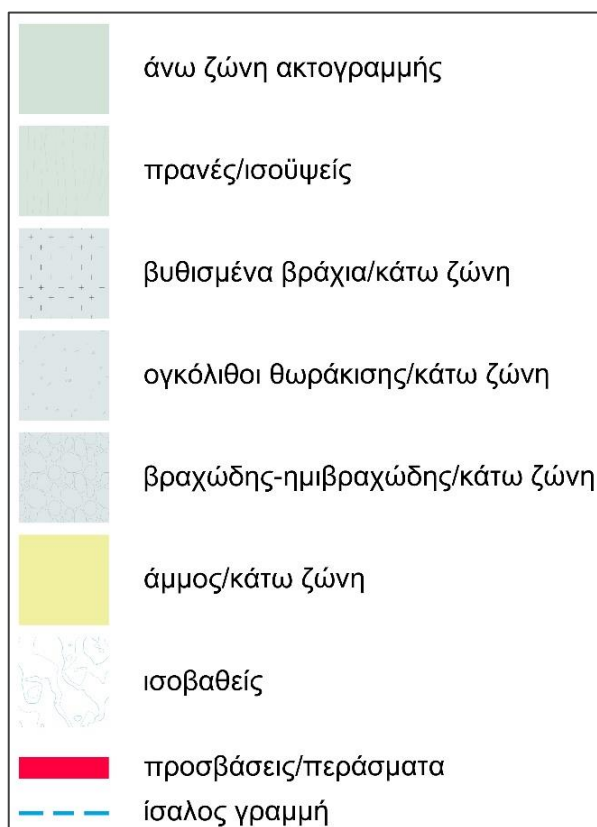 άνω ζώνη ακτογραμμής
πρανές/ισοϋψείς
βυθισμένα βράχια/κάτω ζώνη
ογκόλιθοι θωράκισης/κάτω ζώνη
βραχώδης-ημιβραχώδης/κάτω ζώνη
άμμος/κάτω ζώνη
ισοβαθείς
προσβάσεις/περάσματα
ίσαλος γραμμή